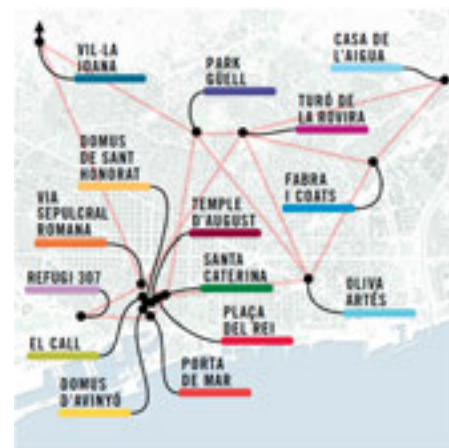 VIL·LA
JOANA
CASA DE
L'AIGUA
PARK
GÜELL
TURÓ DE
LA ROVIRA
DOMUS
DE SANT
HONORAT
FABRA
I COATS
VIA
SEPULCRAL
ROMANA
TEMPLE
D'AUGUST
REFUGI 307
SANTA
CATERINA
OLIVA
ARTÉS
PLAÇA
DEL REI
EL CALL
PORTA
DE MAR
DOMUS
D'AVINYÓ